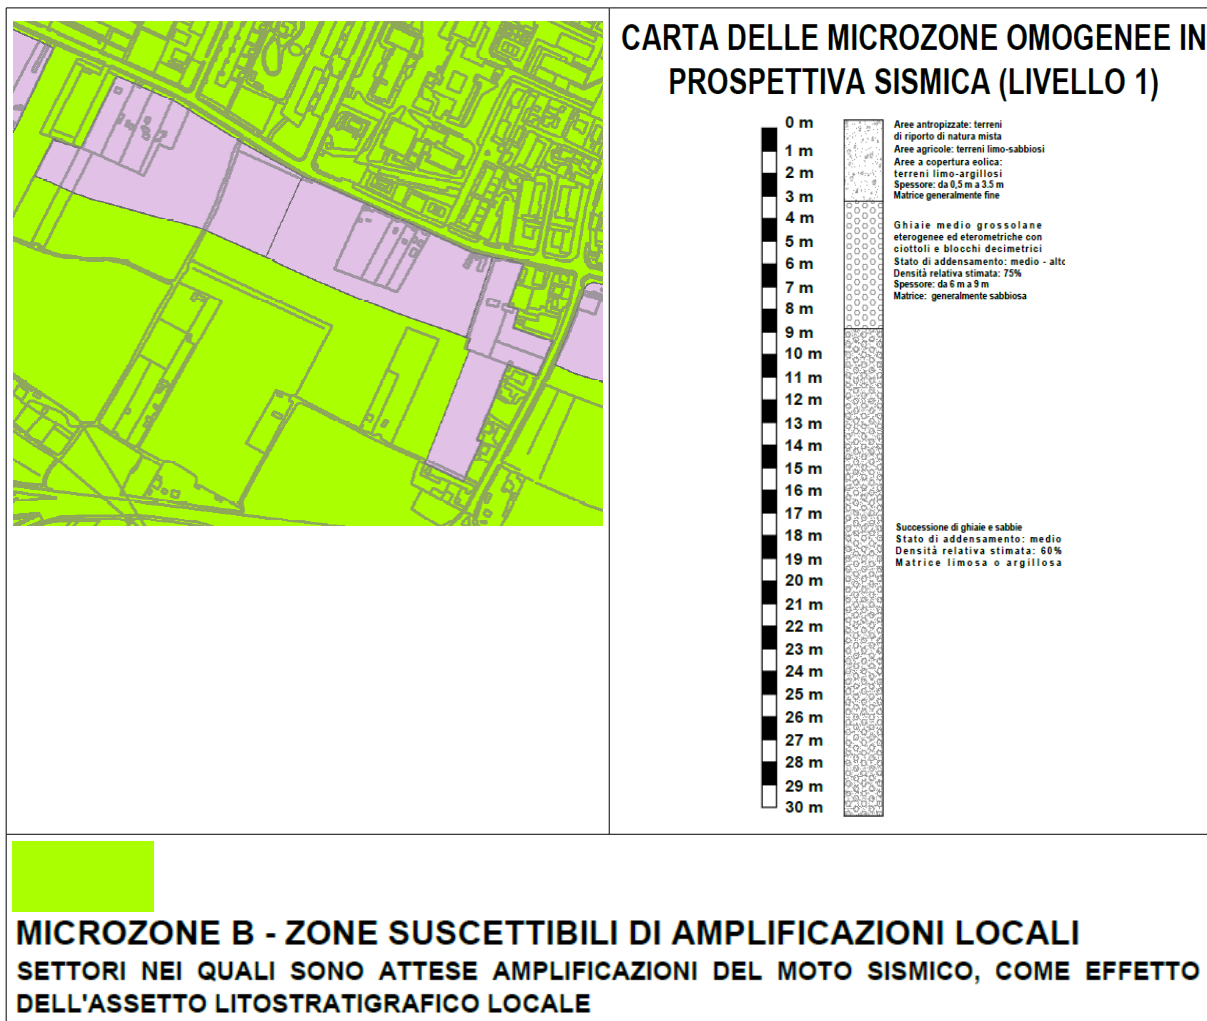 CARTA DELLE MICROZONE OMOGENEE IN
PROSPETTIVA SISMICA (LIVELLO 1)
0 m
1 m
2 m
3 m
4 m
5 m
6 m
7 m
8 m
9 m
10 m
11 m
12 m
13 m
14 m
15 m
16 m
17 m
18 m
19 m
20 m
21 m
22 m
23 m
24 m
25 m
26 m
27 m
28 m
29 m
30 m
Aree antropizzate: terreni
di riporto di natura mista
Aree agricole: terreni limo-sabbiosi
Aree a copertura eolica:
terreni limo-argillosi
Spessore: da 0,5 m a 3.5 m
Matrice generalmente fine
Ghiaie medio grossolane
eterogenee ed eterometriche con
ciottoli e blocchi decimetrici
Stato di addensamento: medio - alto
Densità relativa stimata: 75%
Spessore: da 6 m a 9 m
Matrice: generalmente sabbiosa
Successione di ghiaie e sabbie
Stato di addensamento: medio
Densità relativa stimata: 60%
Matrice limosa o argillosa
MICROZONE B - ZONE SUSCETTIBILI DI AMPLIFICAZIONI LOCALI
SETTORI NEI QUALI SONO ATTESE AMPLIFICAZIONI DEL MOTO SISMICO, COME EFFETTO
DELL'ASSETTO LITOSTRATIGRAFICO LOCALE